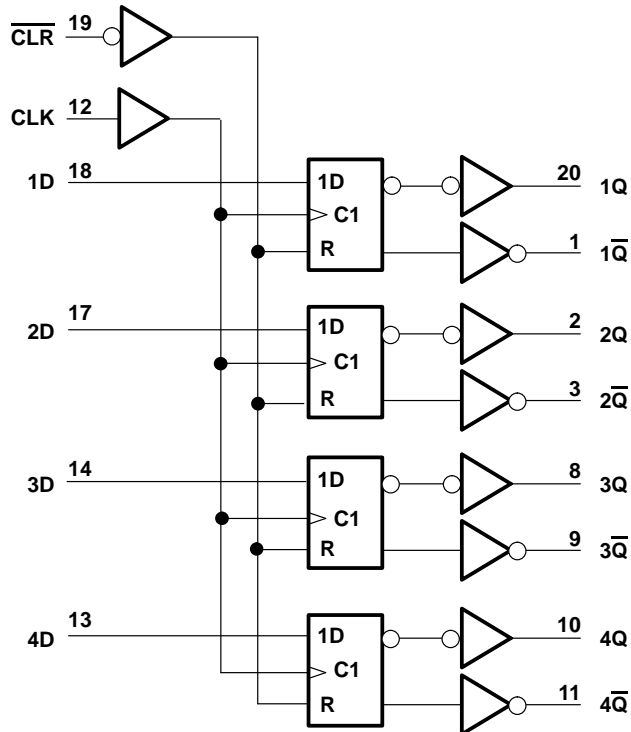 C̅L̅R̅ 19
CLK 12
1D 18 1D 20 1Q
C1
R 1 1Q̅
2D 17 1D 2 2Q
C1
R 3 2Q̅
3D 14 1D 8 3Q
C1
R 9 3Q̅
4D 13 1D 10 4Q
C1
R 11 4Q̅